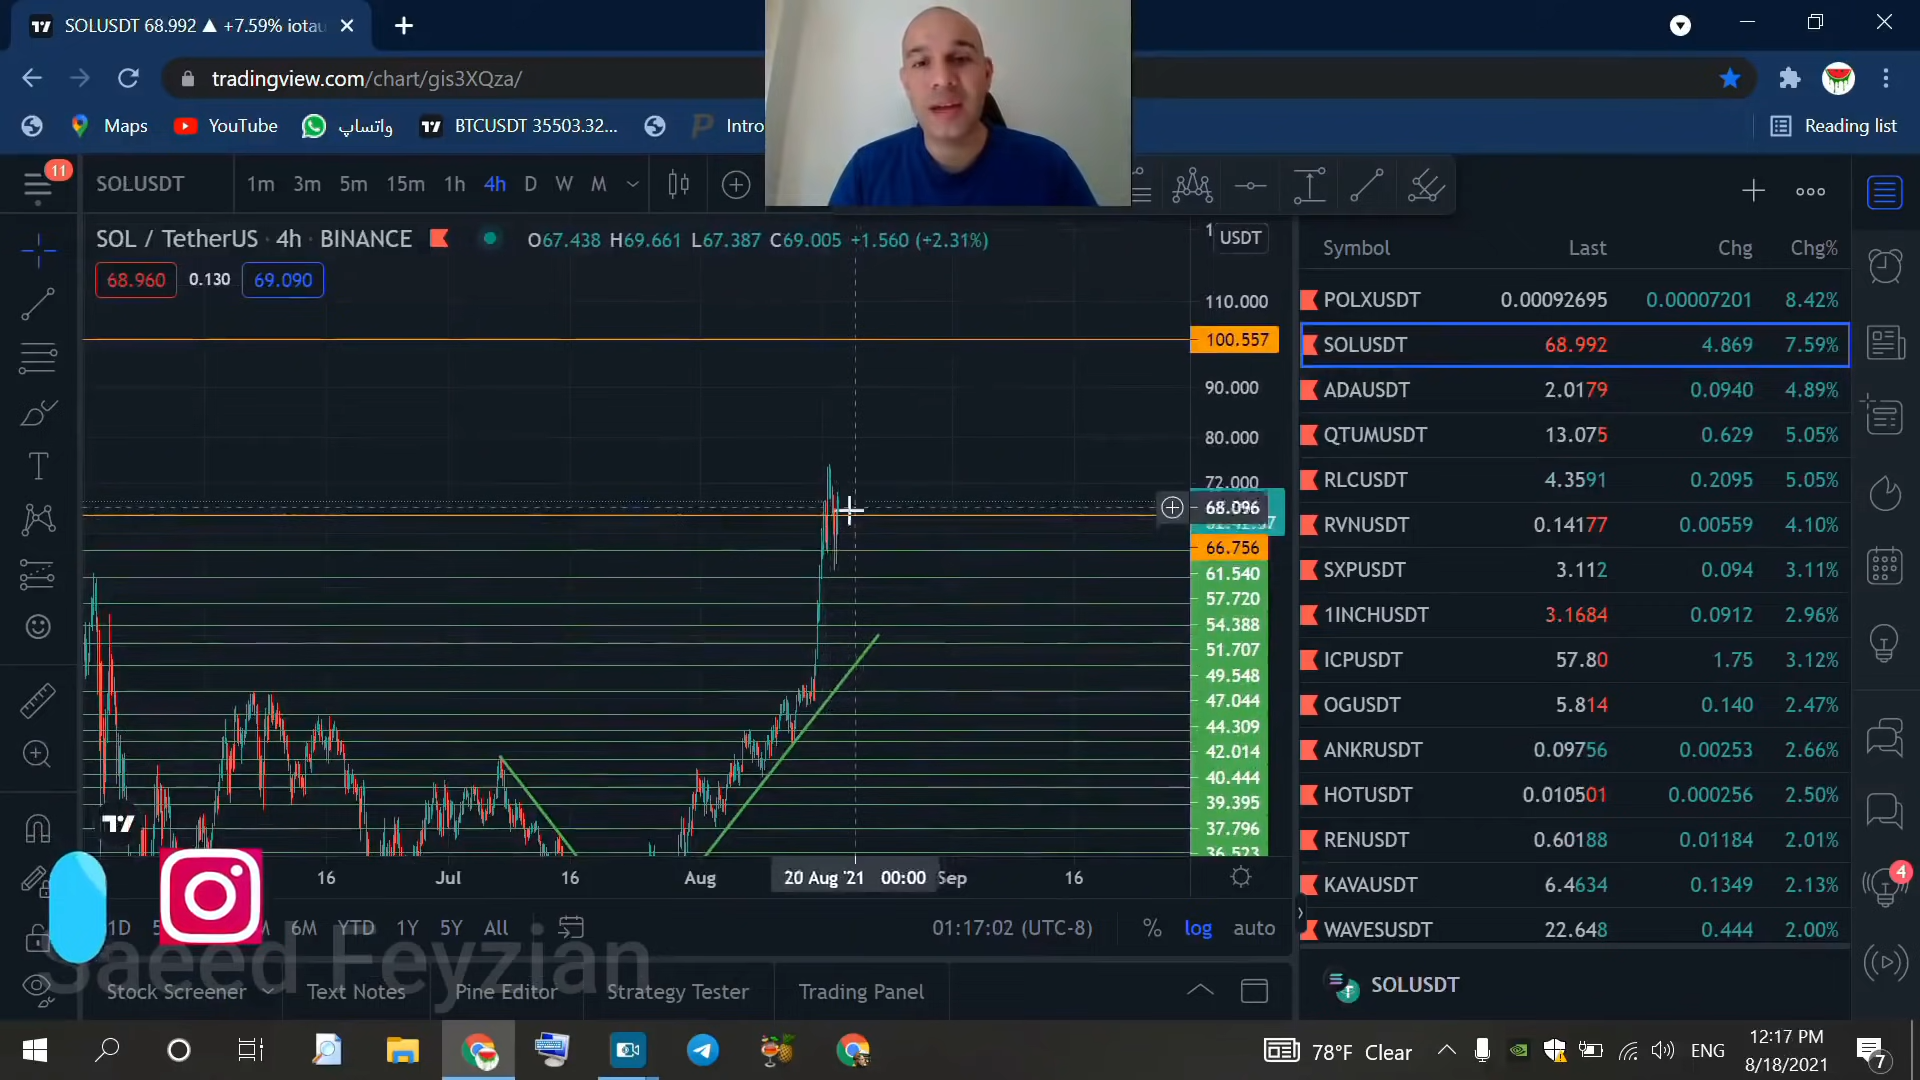 SOLUSDT 68.992 ▲ +7.59% iotau
tradingview.com/chart/gis3XQza/
Maps
YouTube
واتساپ
BTCUSDT 35503.32...
Intro
Reading list
11
SOLUSDT
1m 3m 5m 15m 1h 4h D W M
SOL / TetherUS · 4h · BINANCE
O67.438 H69.661 L67.387 C69.005 +1.560 (+2.31%)
68.960 0.130 69.090
USDT
110.000
100.557
90.000
80.000
72.000
68.096
66.756
61.540
57.720
54.388
51.707
49.548
47.044
44.309
42.014
40.444
39.395
37.796
36.523
16 Jul 16 Aug 20 Aug '21 00:00 Sep 16
1D 5 M 6M YTD 1Y 5Y All
01:17:02 (UTC-8) % log auto
Saeed Feyzian
Stock Screener Text Notes Pine Editor Strategy Tester Trading Panel
Symbol Last Chg Chg%
POLXUSDT 0.00092695 0.00007201 8.42%
SOLUSDT 68.992 4.869 7.59%
ADAUSDT 2.0179 0.0940 4.89%
QTUMUSDT 13.075 0.629 5.05%
RLCUSDT 4.3591 0.2095 5.05%
RVNUSDT 0.14177 0.00559 4.10%
SXPUSDT 3.112 0.094 3.11%
1INCHUSDT 3.1684 0.0912 2.96%
ICPUSDT 57.80 1.75 3.12%
OGUSDT 5.814 0.140 2.47%
ANKRUSDT 0.09756 0.00253 2.66%
HOTUSDT 0.010501 0.000256 2.50%
RENUSDT 0.60188 0.01184 2.01%
KAVAUSDT 6.4634 0.1349 2.13%
WAVESUSDT 22.648 0.444 2.00%
SOLUSDT
4
78°F Clear
ENG
12:17 PM
8/18/2021
7